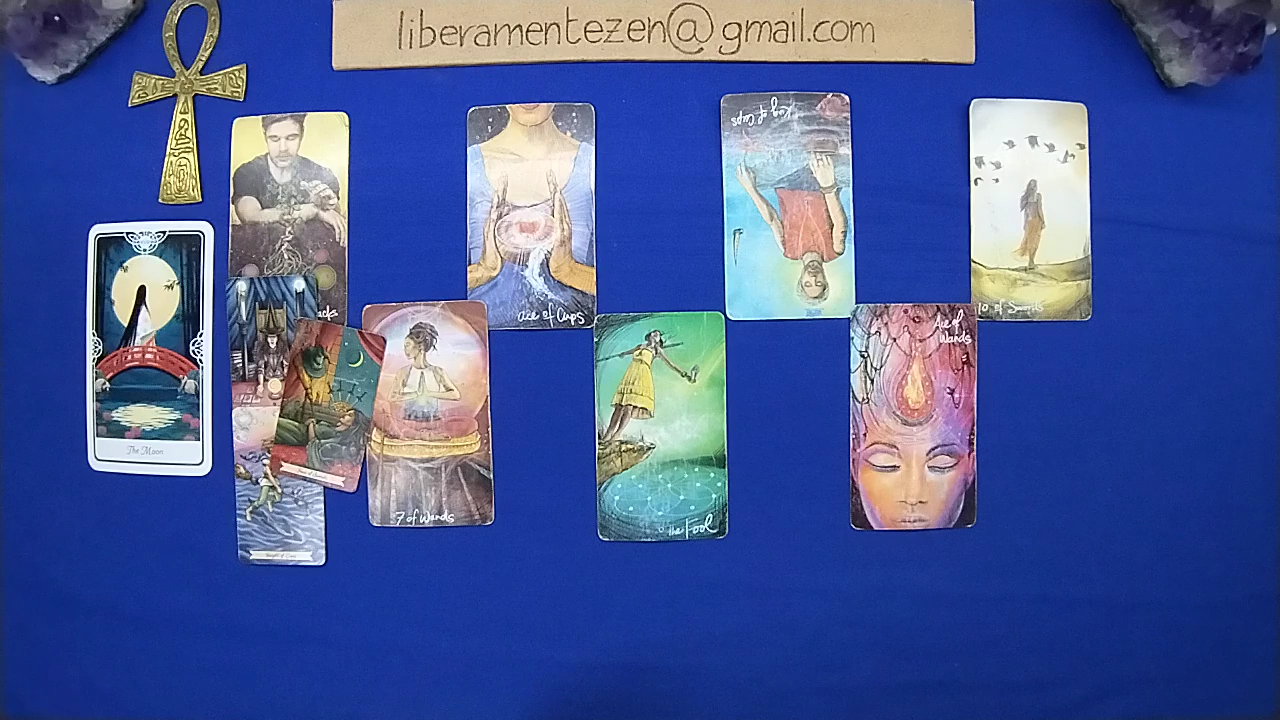 liberamentezen@gmail.com
King of Cups
10 of Swords
ace of Cups
Ace of
Wands
The Moon
7 of Wands
the Fool